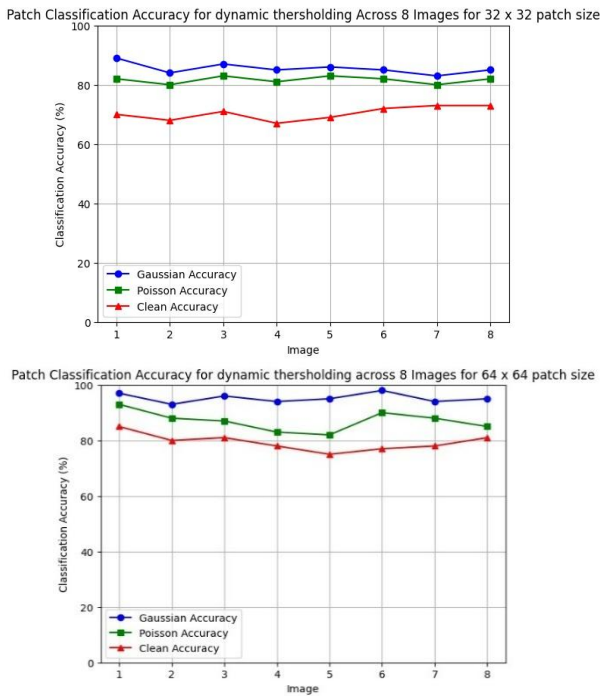 Patch Classification Accuracy for dynamic thersholding Across 8 Images for 32 x 32 patch size
100
80
60
40
20
0
Classification Accuracy (%)
Gaussian Accuracy
Poisson Accuracy
Clean Accuracy
1 2 3 4 5 6 7 8
Image
Patch Classification Accuracy for dynamic thersholding across 8 Images for 64 x 64 patch size
100
80
60
40
20
0
Classification Accuracy (%)
Gaussian Accuracy
Poisson Accuracy
Clean Accuracy
1 2 3 4 5 6 7 8
Image